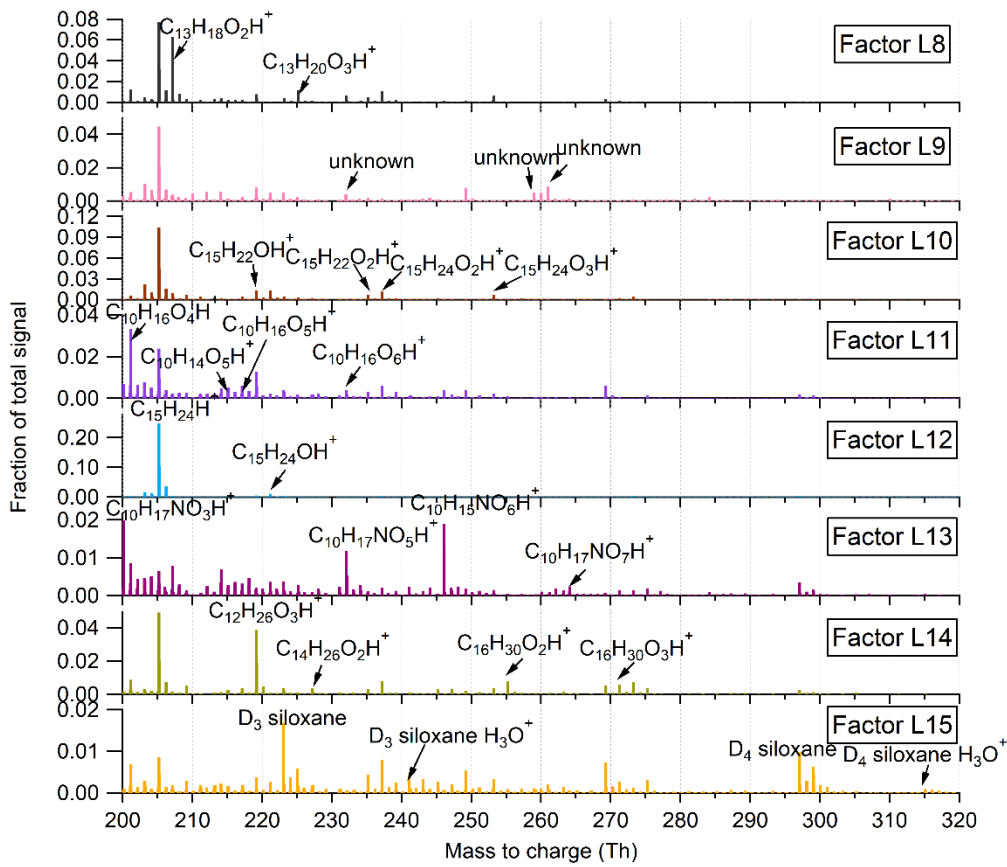 Fraction of total signal
0.08
0.06
0.04
0.02
0.00
C13H18O2H+
C13H20O3H+
Factor L8
0.04
0.02
0.00
unknown
unknown
unknown
Factor L9
0.12
0.09
0.06
0.03
0.00
C15H22OH+
C15H22O2H+
C15H24O2H+
C15H24O3H+
Factor L10
0.04
0.02
0.00
C10H16O4H+
C10H14O5H+
C10H16O5H+
C10H16O6H+
Factor L11
0.20
0.10
0.00
C15H24H+
C15H24OH+
Factor L12
0.02
0.01
0.00
C10H17NO3H+
C10H17NO5H+
C10H15NO6H+
C10H17NO7H+
Factor L13
0.04
0.02
0.00
C12H26O3H+
C14H26O2H+
C16H30O2H+
C16H30O3H+
Factor L14
0.02
0.01
0.00
D3 siloxane
D3 siloxane H3O+
D4 siloxane
D4 siloxane H3O+
Factor L15
200 210 220 230 240 250 260 270 280 290 300 310 320
Mass to charge (Th)